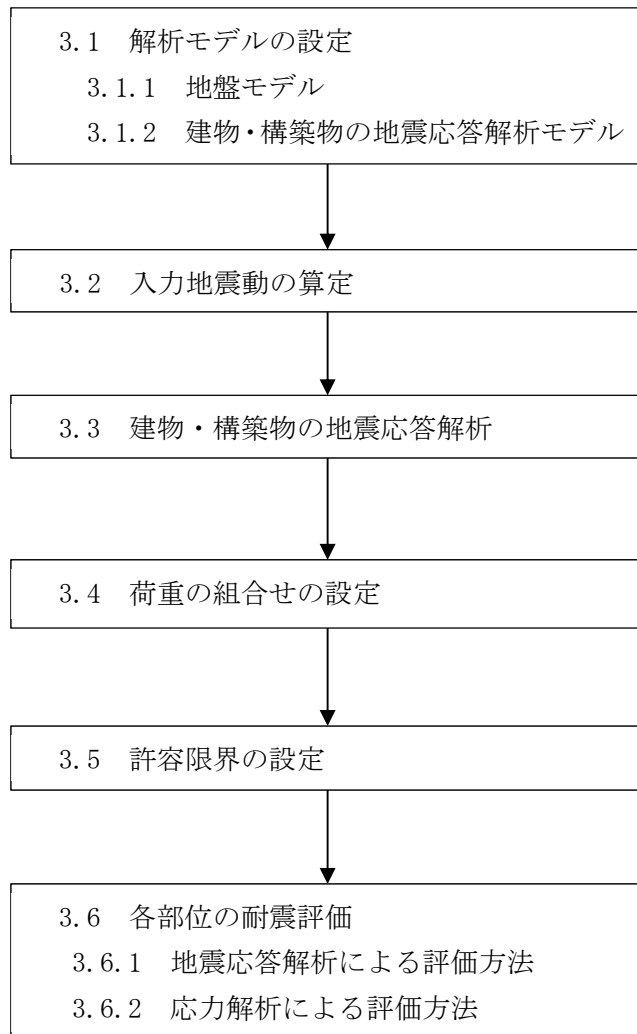 3.1 解析モデルの設定
3.1.1 地盤モデル
3.1.2 建物・構築物の地震応答解析モデル
3.2 入力地震動の算定
3.3 建物・構築物の地震応答解析
3.4 荷重の組合せの設定
3.5 許容限界の設定
3.6 各部位の耐震評価
3.6.1 地震応答解析による評価方法
3.6.2 応力解析による評価方法